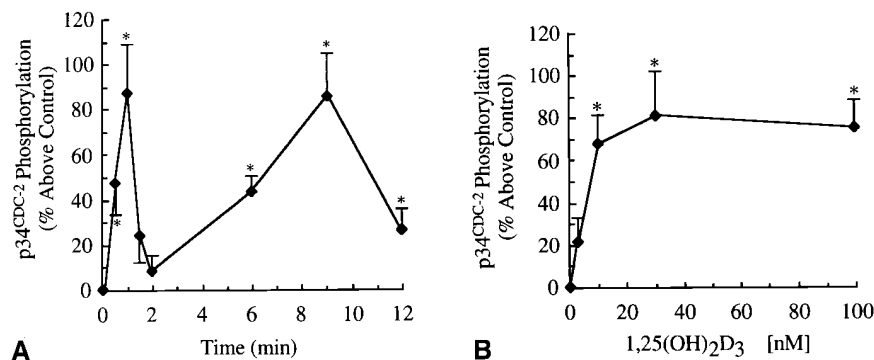 120
100
80
60
40
20
0
p34CDC-2 Phosphorylation
(% Above Control)
*
*
*
*
*
0 2 4 6 8 10 12
Time (min)
A
120
100
80
60
40
20
0
p34CDC-2 Phosphorylation
(% Above Control)
*
*
*
0 20 40 60 80 100
1,25(OH)2D3 [nM]
B